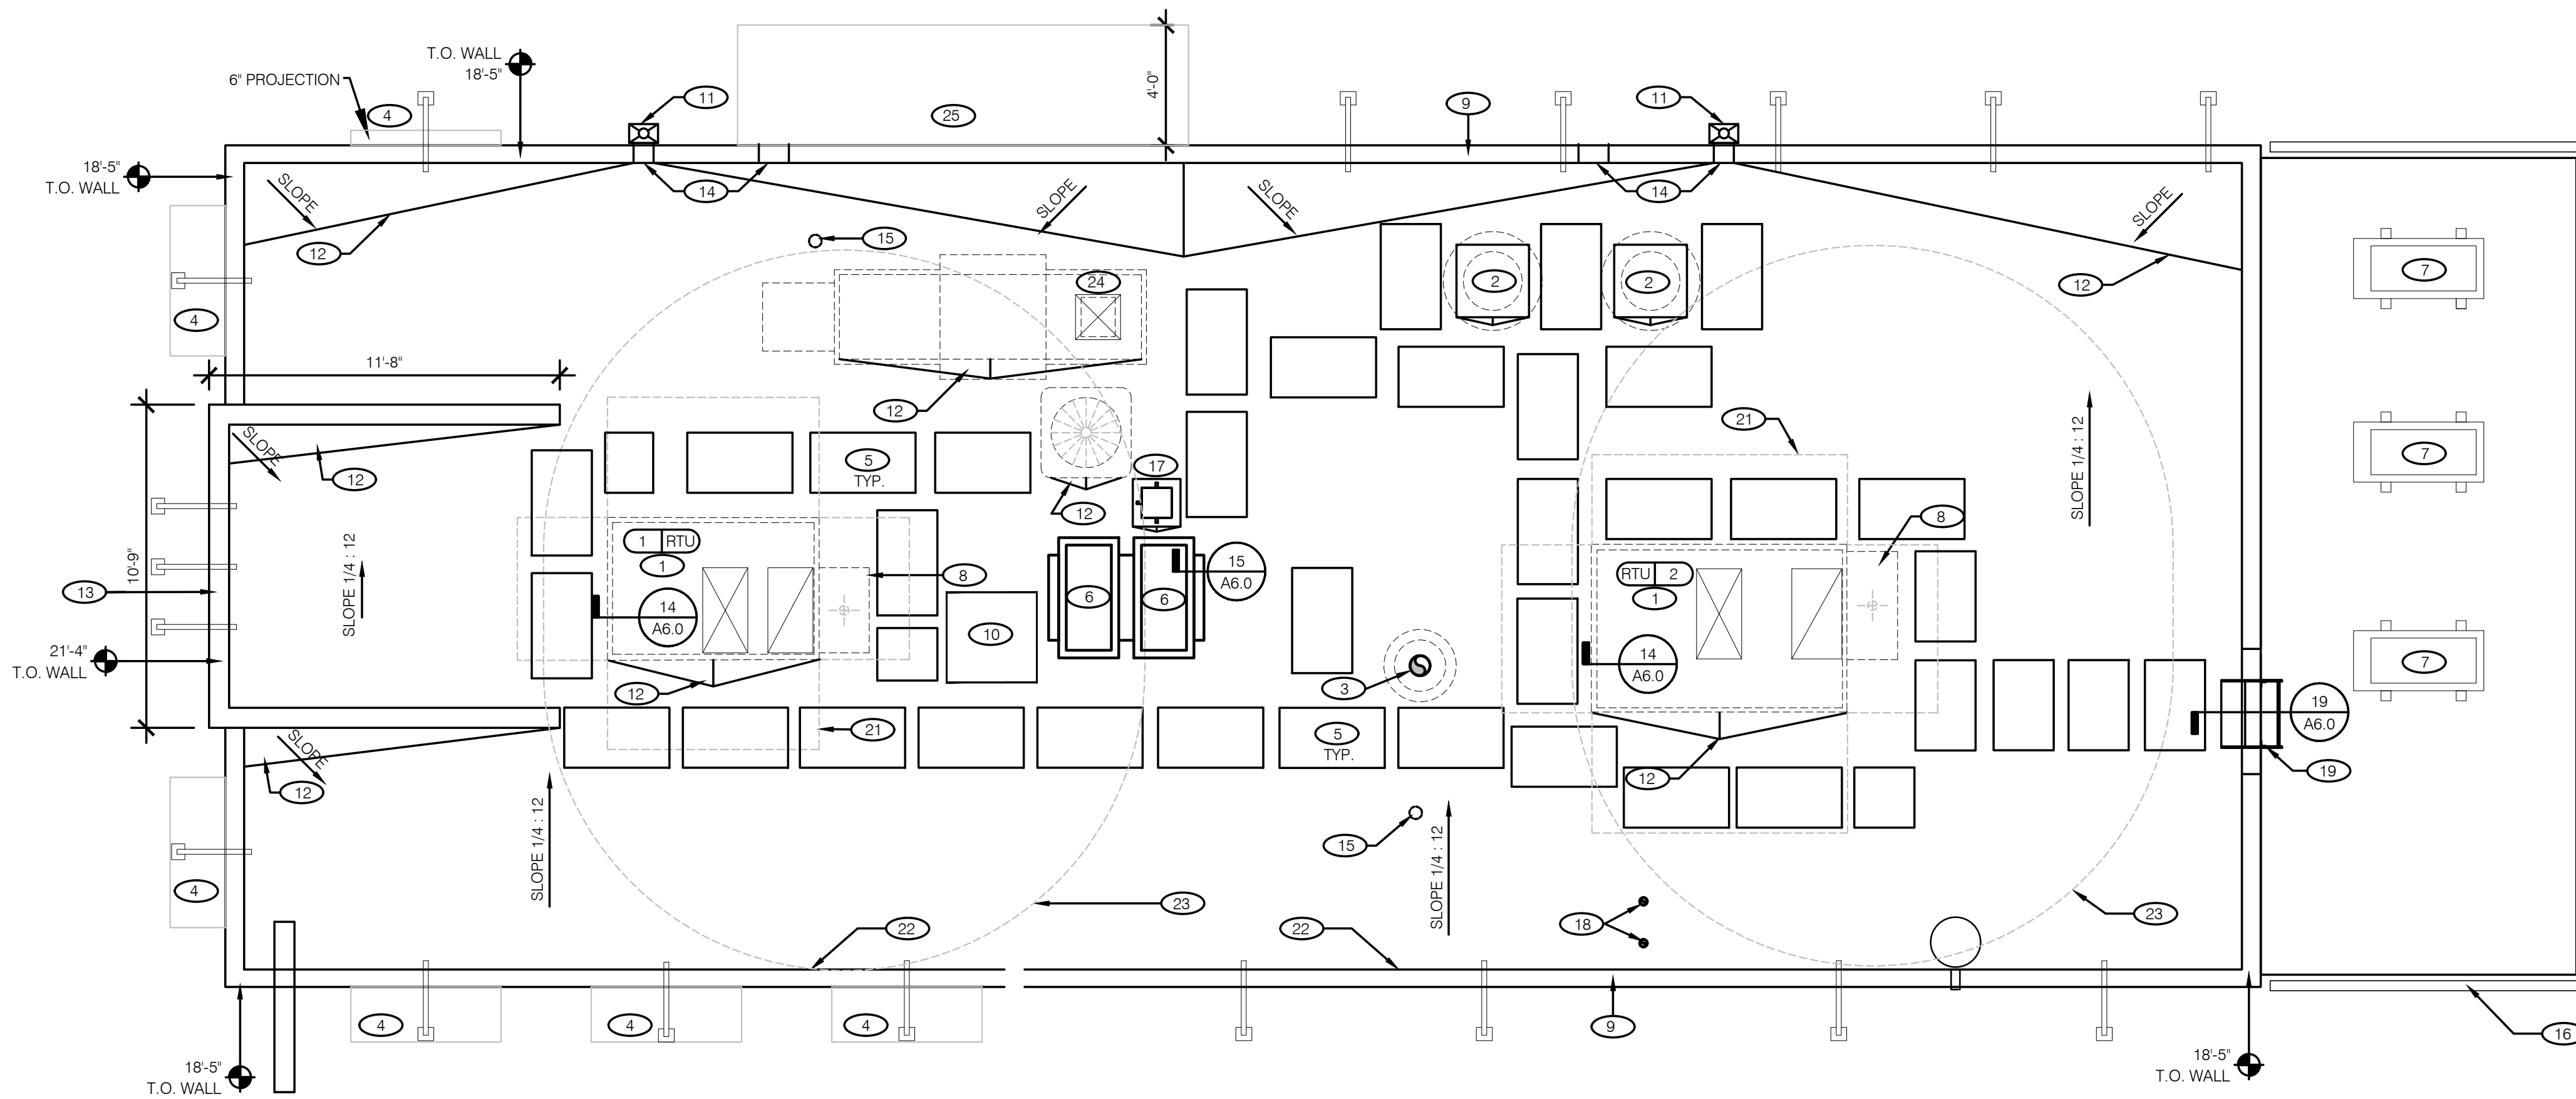 T.O. WALL
18'-5"
6" PROJECTION
4
11
25
4'-0"
9
11
18'-5"
T.O. WALL
14
14
SLOPE
SLOPE
SLOPE
SLOPE
12
15
24
2
2
12
7
4
11'-8"
12
21
SLOPE 1/4 : 12
7
SLOPE
12
5
TYP.
17
12
8
10'-9"
SLOPE 1/4 : 12
1 RTU
1
8
15
A6.0
RTU 2
1
13
14
A6.0
6
6
10
14
A6.0
21'-4"
T.O. WALL
12
3
7
21
5
TYP.
19
A6.0
SLOPE
12
12
19
SLOPE 1/4 : 12
15
SLOPE 1/4 : 12
4
23
22
22
18
23
4
4
4
9
16
18'-5"
T.O. WALL
18'-5"
T.O. WALL